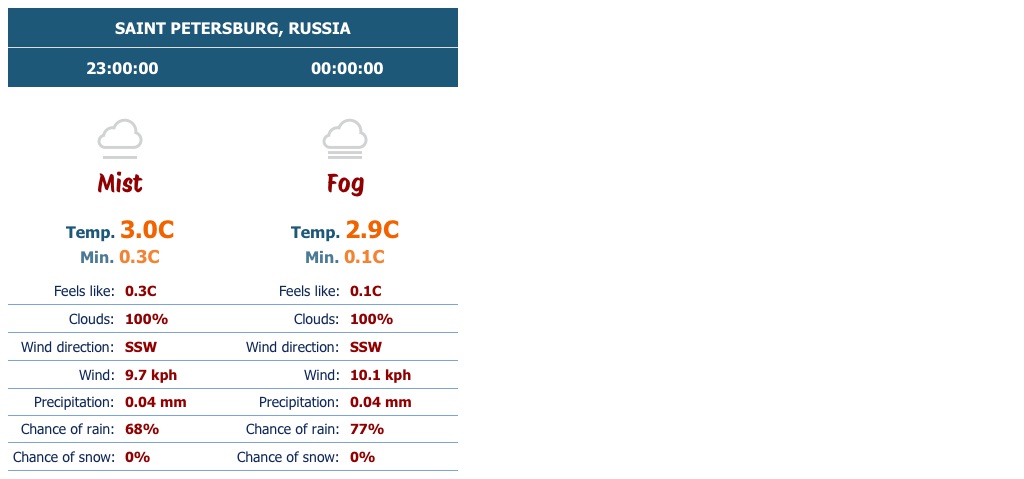 SAINT PETERSBURG, RUSSIA
23:00:00 00:00:00
Mist Fog
Temp. 3.0C Temp. 2.9C
Min. 0.3C Min. 0.1C
Feels like: 0.3C Feels like: 0.1C
Clouds: 100% Clouds: 100%
Wind direction: SSW Wind direction: SSW
Wind: 9.7 kph Wind: 10.1 kph
Precipitation: 0.04 mm Precipitation: 0.04 mm
Chance of rain: 68% Chance of rain: 77%
Chance of snow: 0% Chance of snow: 0%